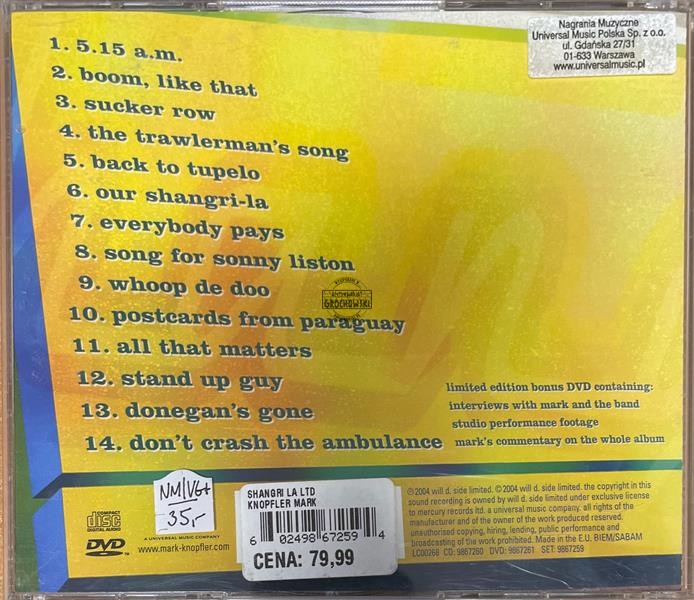 Nagrania Muzyczne
Universal Music Polska Sp. z o.o.
ul. Gdańska 27/31
01-633 Warszawa
www.universalmusic.pl
1. 5.15 a.m.
2. boom, like that
3. sucker row
4. the trawlerman's song
5. back to tupelo
6. our shangri-la
7. everybody pays
8. song for sonny liston
9. whoop de doo
10. postcards from paraguay
11. all that matters
12. stand up guy
13. donegan's gone
14. don't crash the ambulance
ANTYKWARIAT
GROCHOWSKI
limited edition bonus DVD containing:
interviews with mark and the band
studio performance footage
mark's commentary on the whole album
NM/VG+
35,-
SHANGRI LA LTD
KNOPFLER MARK
6 02498 67259 4
CENA: 79,99
COMPACT
disc
DIGITAL AUDIO
DVD
A UNIVERSAL MUSIC COMPANY
www.mark-knopfler.com
℗ 2004 will d. side limited. © 2004 will d. side limited. the copyright in this
sound recording is owned by will d. side limited under exclusive license
to mercury records ltd. a universal music company. all rights of the
manufacturer and of the owner of the work produced reserved.
unauthorised copying, hiring, lending, public performance and
broadcasting of the work prohibited. Made in the E.U. BIEM/SABAM
LC00268 CD: 9867260 DVD: 9867261 SET: 9867259